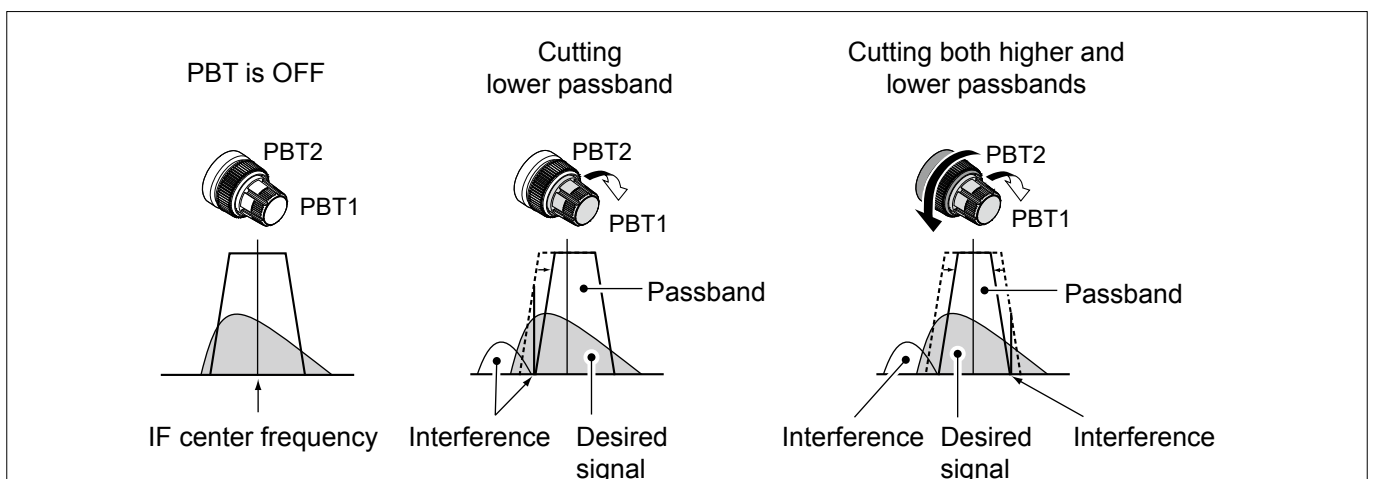 PBT is OFF
PBT2
PBT1
IF center frequency
Cutting
lower passband
PBT2
PBT1
Passband
Interference
Desired
signal
Cutting both higher and
lower passbands
PBT2
PBT1
Passband
Interference
Desired
signal
Interference